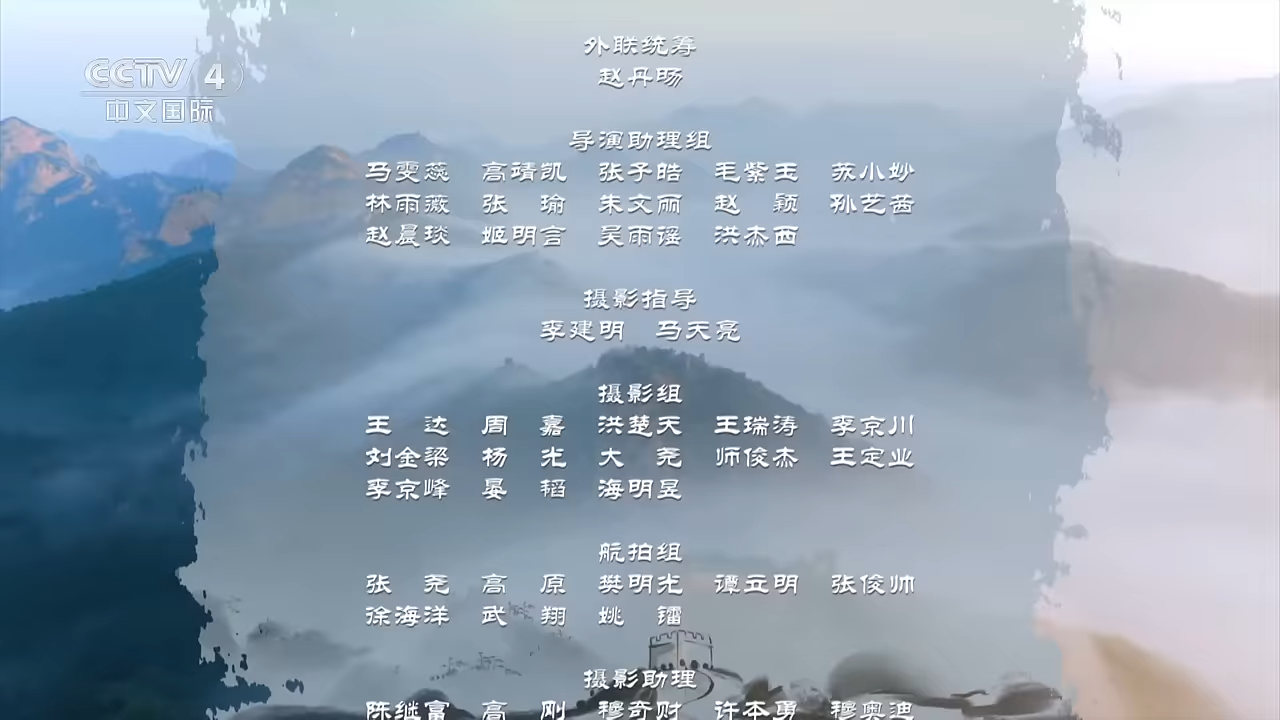 CCTV 4
中文国际
外联统筹
赵丹旸
导演助理组
马雯蕊 高靖凯 张子皓 毛紫玉 苏小妙
林雨薇 张 瑜 朱文丽 赵 颖 孙艺茜
赵晨琰 姬明言 吴雨谣 洪杰西
摄影指导
李建明 马天亮
摄影组
王 达 周 嘉 洪楚天 王瑞涛 李京川
刘金梁 杨 光 大 尧 师俊杰 王定业
李京峰 晏 韬 海明昱
航拍组
张 尧 高 原 樊明光 谭立明 张俊帅
徐海洋 武 翔 姚 镭
摄影助理
陈继富 高 刚 穆奇财 许本勇 穆奥迪